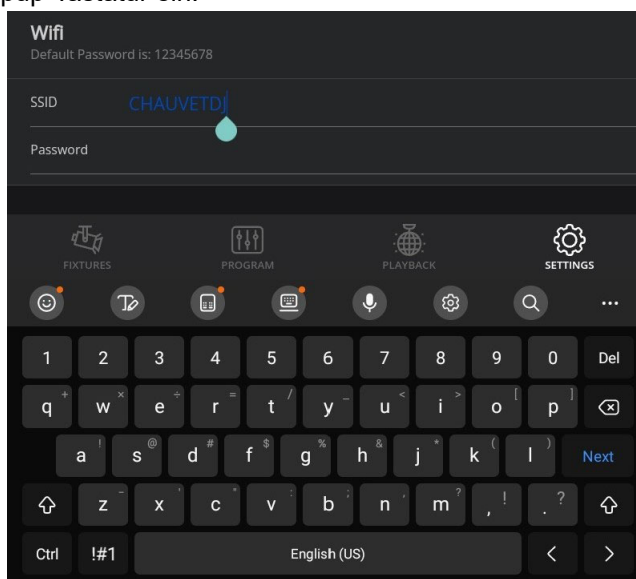 Wifi
Default Password is: 12345678
SSID CHAUVETDJ
Password
FIXTURES PROGRAM PLAYBACK SETTINGS
1 2 3 4 5 6 7 8 9 0 Del
q + w × e ÷ r = t / y _ u < i > o [ p ]
a ! s @ d # f $ g % h & j * k ( l ) Next
z - x ' c " v : b ; n , m ? , ! . ?
Ctrl !#1 English (US) < >